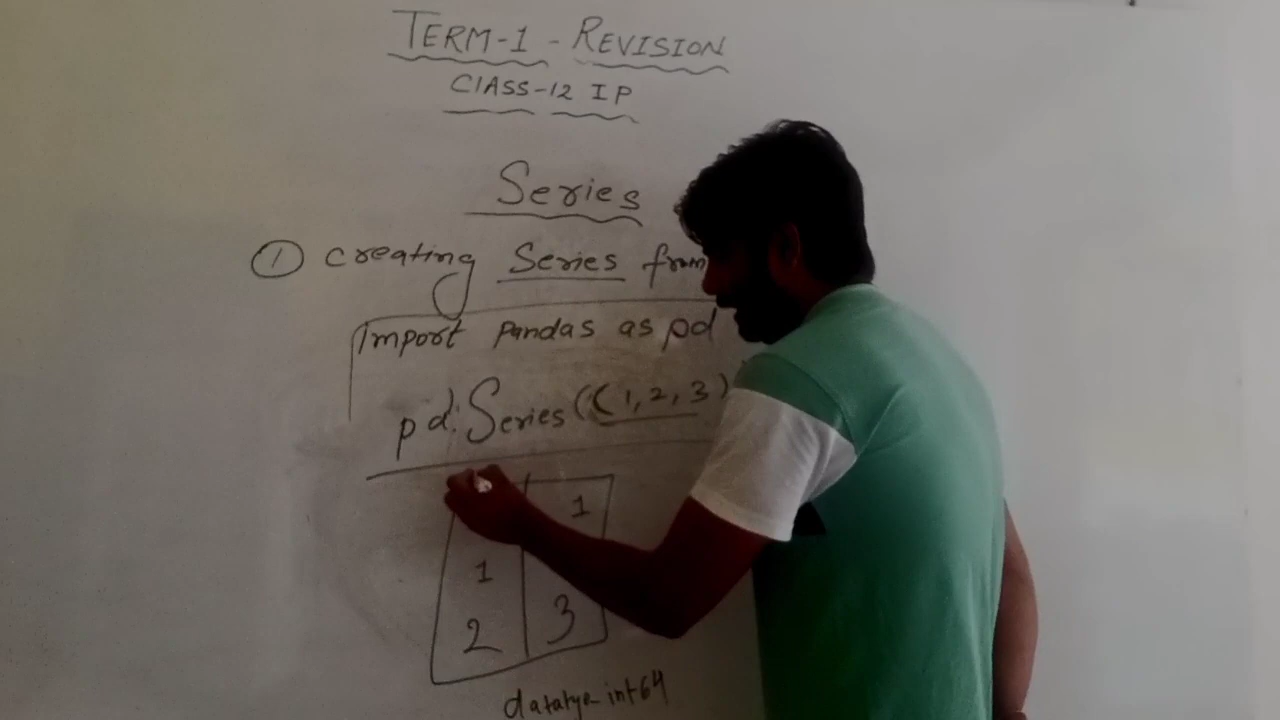 TERM-1 - REVISION
CLASS-12 IP
Series
① creating Series from
Import pandas as pd
pd.Series((1,2,3)
1
1
2 3
datatye int64